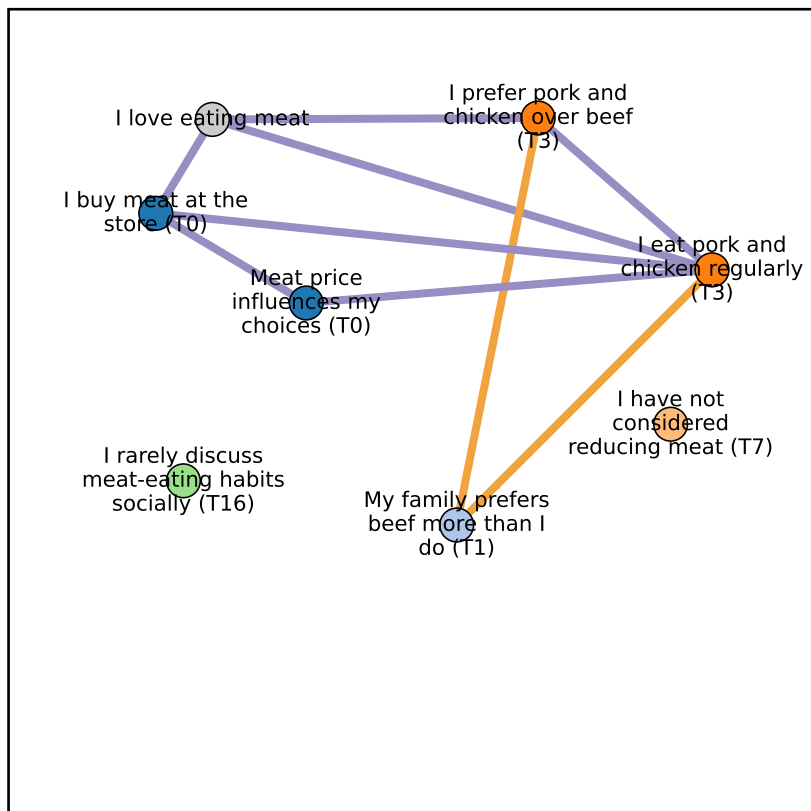 I love eating meat
I prefer pork and
chicken over beef
(T3)
I buy meat at the
store (T0)
Meat price
influences my
choices (T0)
I eat pork and
chicken regularly
(T3)
I have not
considered
reducing meat (T7)
I rarely discuss
meat-eating habits
socially (T16)
My family prefers
beef more than I
do (T1)